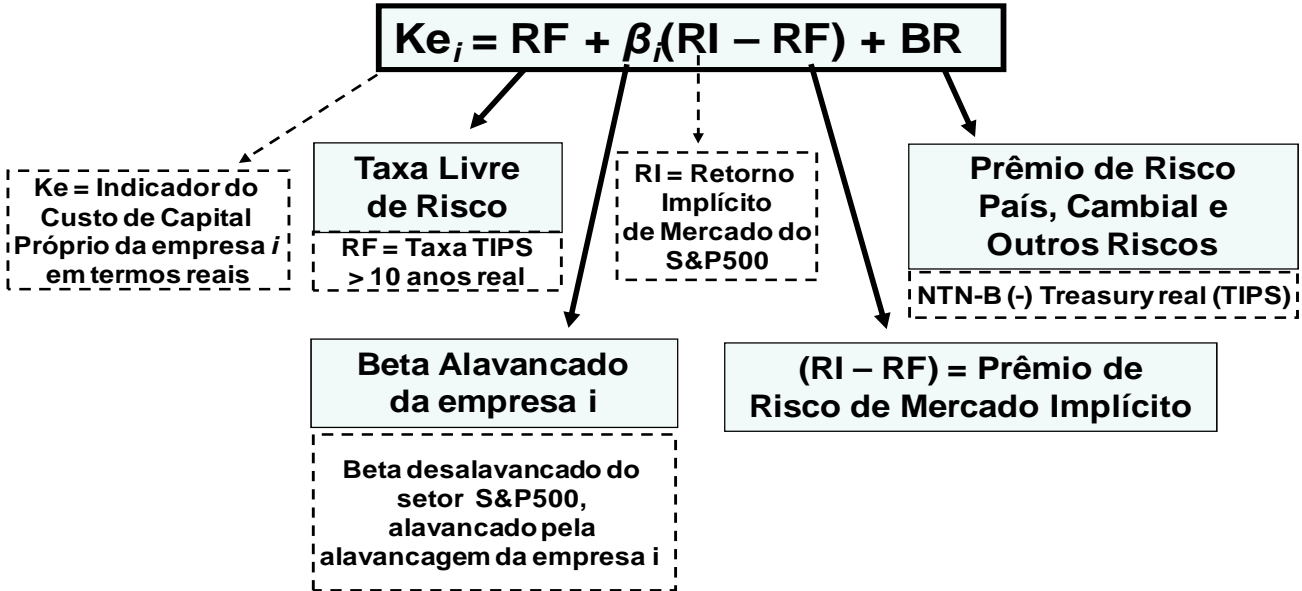 Ke i = RF + β i (RI – RF) + BR
Ke = Indicador do
Custo de Capital
Próprio da empresa i
em termos reais
Taxa Livre
de Risco
RF = Taxa TIPS
> 10 anos real
RI = Retorno
Implícito
de Mercado do
S&P500
Prêmio de Risco
País, Cambial e
Outros Riscos
NTN-B (-) Treasury real (TIPS)
Beta Alavancado
da empresa i
Beta desalavancado do
setor S&P500,
alavancado pela
alavancagem da empresa i
(RI – RF) = Prêmio de
Risco de Mercado Implícito